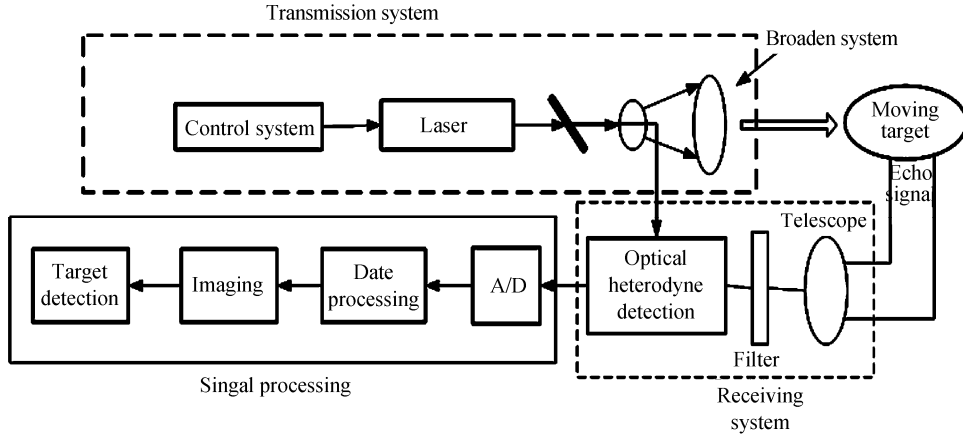 Transmission system
Broaden system
Control system
Laser
Moving
target
Echo
signal
Telescope
Optical
heterodyne
detection
Filter
Receiving
system
A/D
Date
processing
Imaging
Target
detection
Singal processing